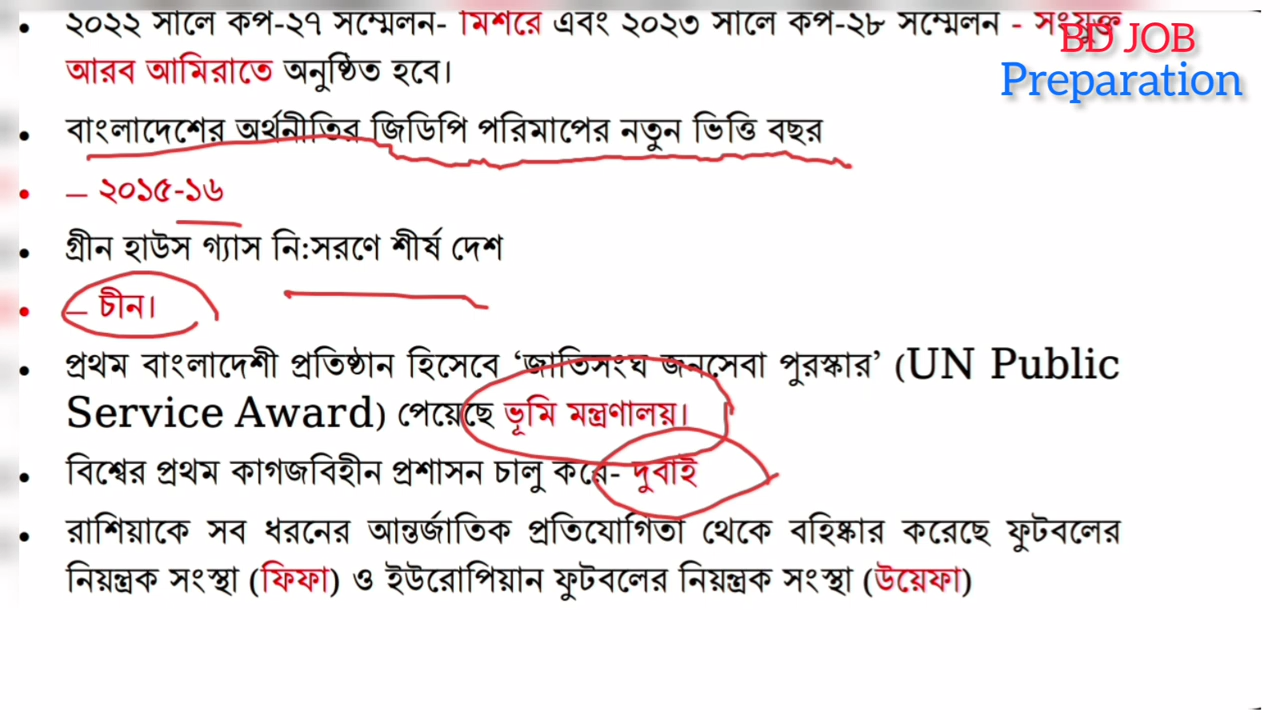 • ২০২২ সালে কপ-২৭ সম্মেলন- মিশরে এবং ২০২৩ সালে কপ-২৮ সম্মেলন - সংযুক্ত
আরব আমিরাতে অনুষ্ঠিত হবে।
BD JOB
Preparation
• বাংলাদেশের অর্থনীতির জিডিপি পরিমাপের নতুন ভিত্তি বছর
• – ২০১৫-১৬
• গ্রীন হাউস গ্যাস নি:সরণে শীর্ষ দেশ
• – চীন।
• প্রথম বাংলাদেশী প্রতিষ্ঠান হিসেবে ‘জাতিসংঘ জনসেবা পুরস্কার’ (UN Public
Service Award) পেয়েছে ভূমি মন্ত্রণালয়।
• বিশ্বের প্রথম কাগজবিহীন প্রশাসন চালু করে- দুবাই
• রাশিয়াকে সব ধরনের আন্তর্জাতিক প্রতিযোগিতা থেকে বহিষ্কার করেছে ফুটবলের
নিয়ন্ত্রক সংস্থা (ফিফা) ও ইউরোপিয়ান ফুটবলের নিয়ন্ত্রক সংস্থা (উয়েফা)